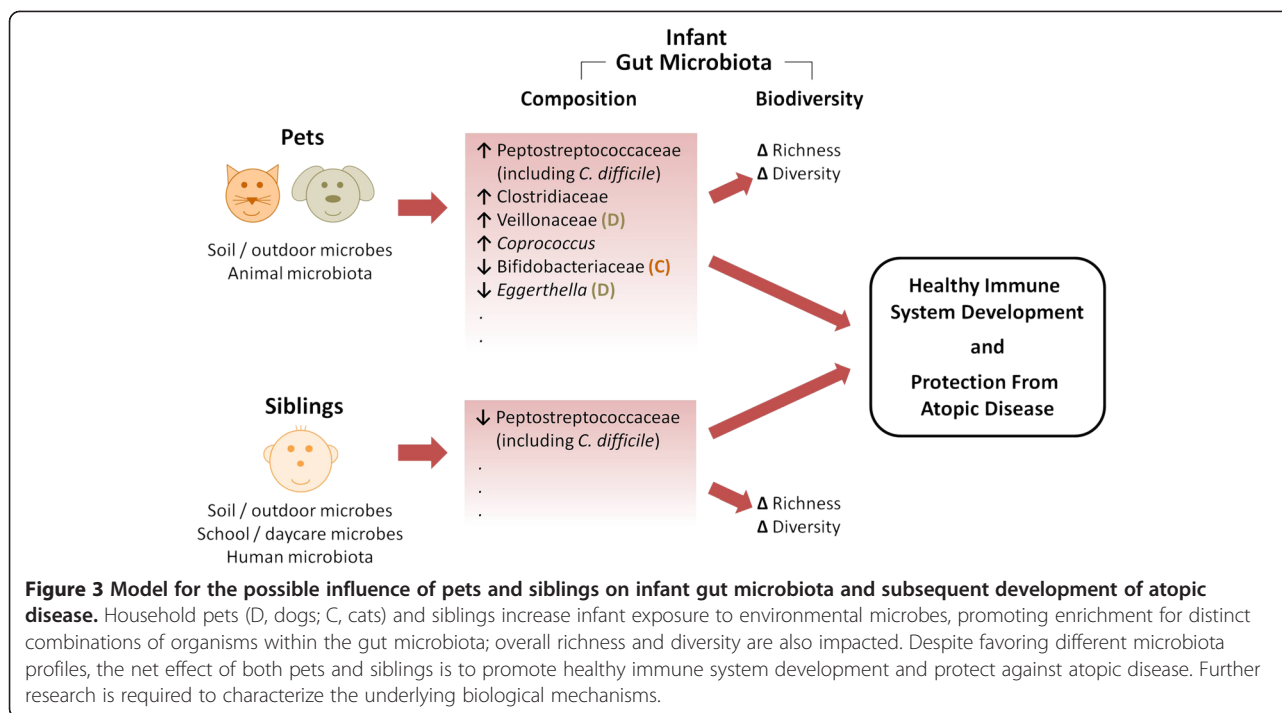 Infant
Gut Microbiota
Composition
Biodiversity
Pets
Soil / outdoor microbes
Animal microbiota
↑ Peptostreptococcaceae
(including C. difficile)
↑ Clostridiaceae
↑ Veillonaceae (D)
↑ Coprococcus
↓ Bifidobacteriaceae (C)
↓ Eggerthella (D)
.
.
Δ Richness
Δ Diversity
Siblings
Soil / outdoor microbes
School / daycare microbes
Human microbiota
↓ Peptostreptococcaceae
(including C. difficile)
.
.
.
Δ Richness
Δ Diversity
Healthy Immune
System Development
and
Protection From
Atopic Disease
Figure 3 Model for the possible influence of pets and siblings on infant gut microbiota and subsequent development of atopic
disease. Household pets (D, dogs; C, cats) and siblings increase infant exposure to environmental microbes, promoting enrichment for distinct
combinations of organisms within the gut microbiota; overall richness and diversity are also impacted. Despite favoring different microbiota
profiles, the net effect of both pets and siblings is to promote healthy immune system development and protect against atopic disease. Further
research is required to characterize the underlying biological mechanisms.